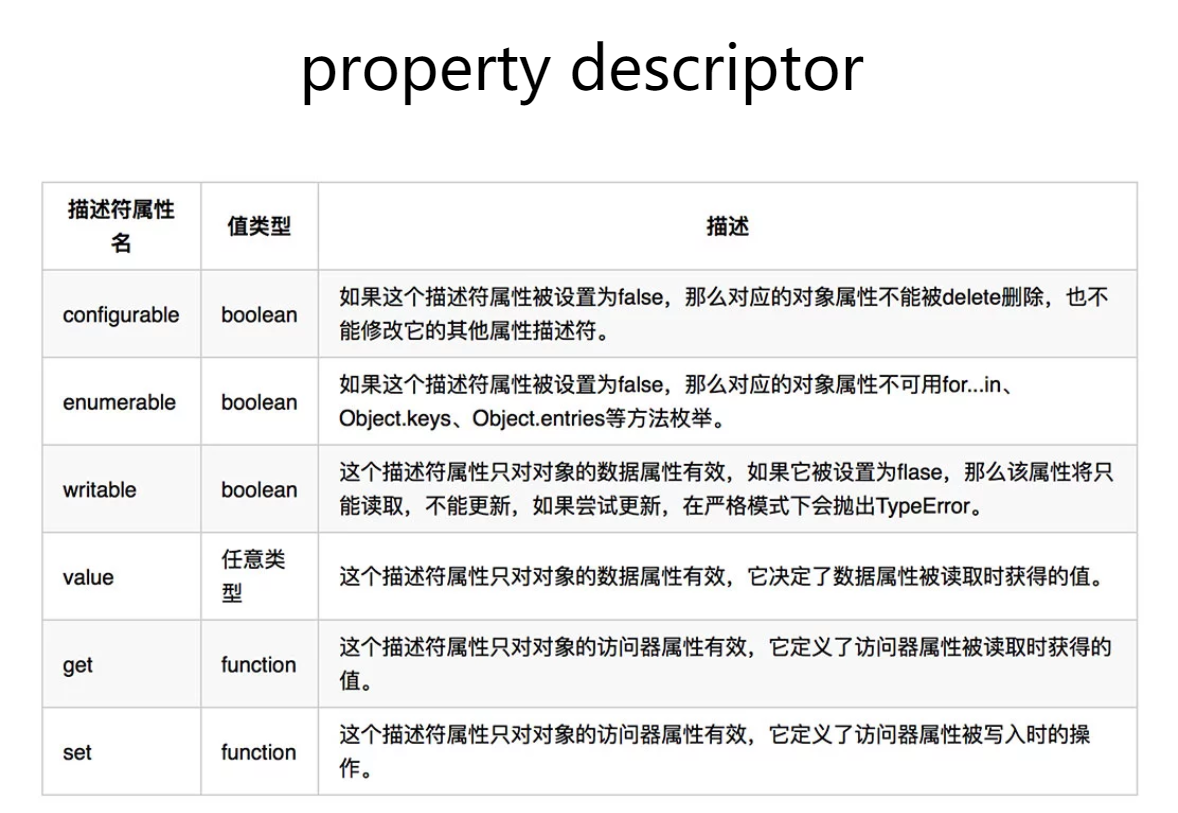 property descriptor
描述符属性
名
值类型
描述
configurable
boolean
如果这个描述符属性被设置为false，那么对应的对象属性不能被delete删除，也不
能修改它的其他属性描述符。
enumerable
boolean
如果这个描述符属性被设置为false，那么对应的对象属性不可用for...in、
Object.keys、Object.entries等方法枚举。
writable
boolean
这个描述符属性只对对象的数据属性有效，如果它被设置为flase，那么该属性将只
能读取，不能更新，如果尝试更新，在严格模式下会抛出TypeError。
value
任意类
型
这个描述符属性只对对象的数据属性有效，它决定了数据属性被读取时获得的值。
get
function
这个描述符属性只对对象的访问器属性有效，它定义了访问器属性被读取时获得的
值。
set
function
这个描述符属性只对对象的访问器属性有效，它定义了访问器属性被写入时的操
作。